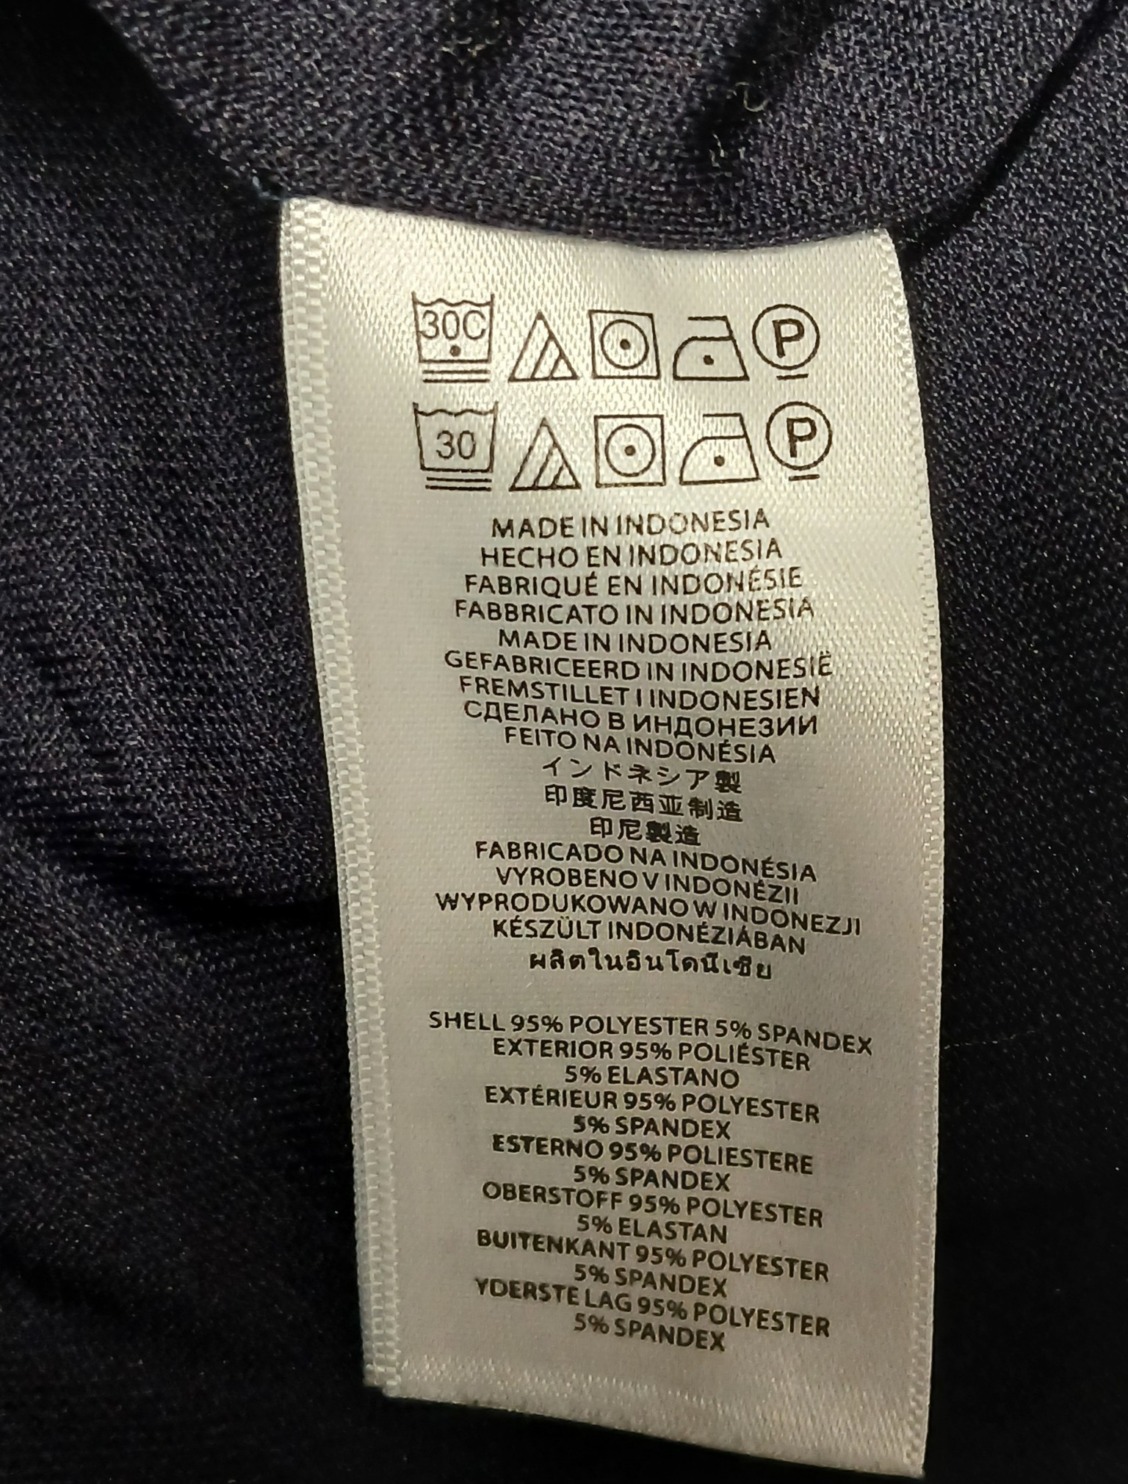 30C
P
30
P
MADE IN INDONESIA
HECHO EN INDONESIA
FABRIQUÉ EN INDONÉSIE
FABBRICATO IN INDONESIA
MADE IN INDONESIA
GEFABRICEERD IN INDONESIË
FREMSTILLET I INDONESIEN
СДЕЛАНО В ИНДОНЕЗИИ
FEITO NA INDONÉSIA
インドネシア製
印度尼西亚制造
印尼製造
FABRICADO NA INDONÉSIA
VYROBENO V INDONÉZII
WYPRODUKOWANO W INDONEZJI
KÉSZÜLT INDONÉZIÁBAN
ผลิตในอินโดนีเซีย
SHELL 95% POLYESTER 5% SPANDEX
EXTERIOR 95% POLIÉSTER
5% ELASTANO
EXTÉRIEUR 95% POLYESTER
5% SPANDEX
ESTERNO 95% POLIESTERE
5% SPANDEX
OBERSTOFF 95% POLYESTER
5% ELASTAN
BUITENKANT 95% POLYESTER
5% SPANDEX
YDERSTE LAG 95% POLYESTER
5% SPANDEX